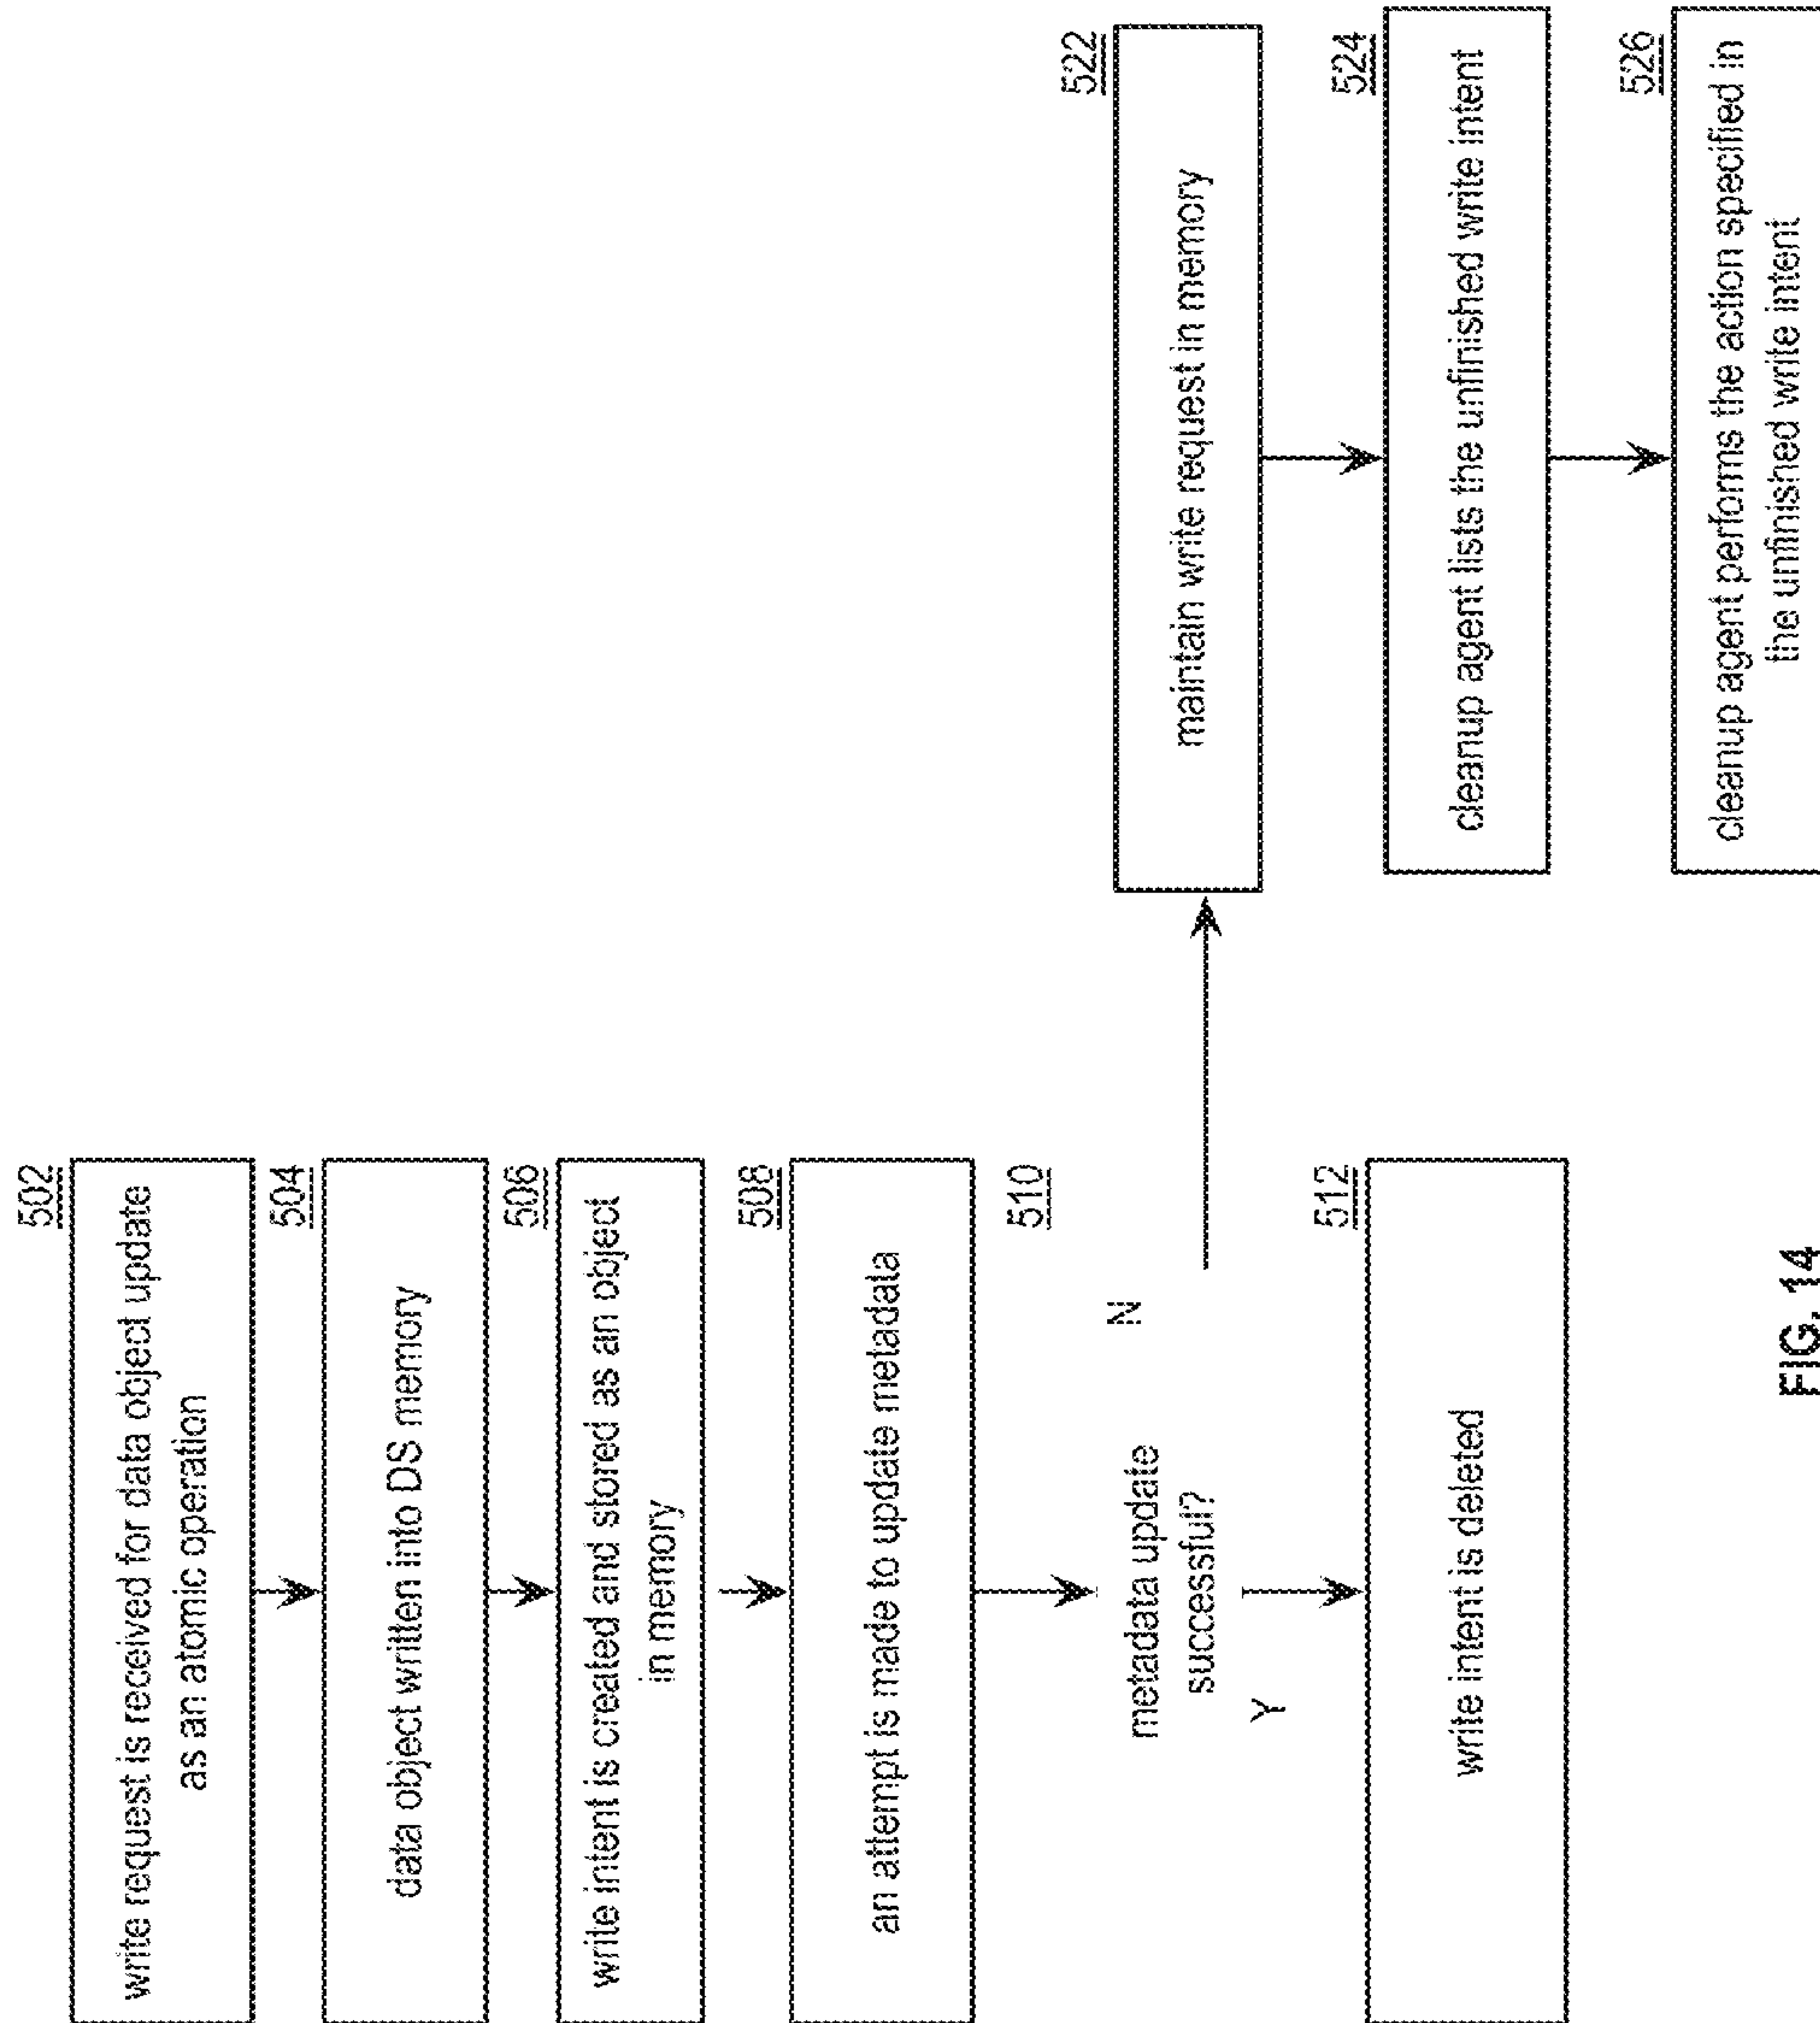 502
write request is received for data object update
as an atomic operation
504
data object written into DS memory
506
write intent is created and stored as an object
in memory
508
an attempt is made to update metadata
510
metadata update
successful?
N
Y
512
write intent is deleted
522
maintain write request in memory
524
cleanup agent lists the unfinished write intent
526
cleanup agent performs the action specified in
the unfinished write intent
FIG. 14